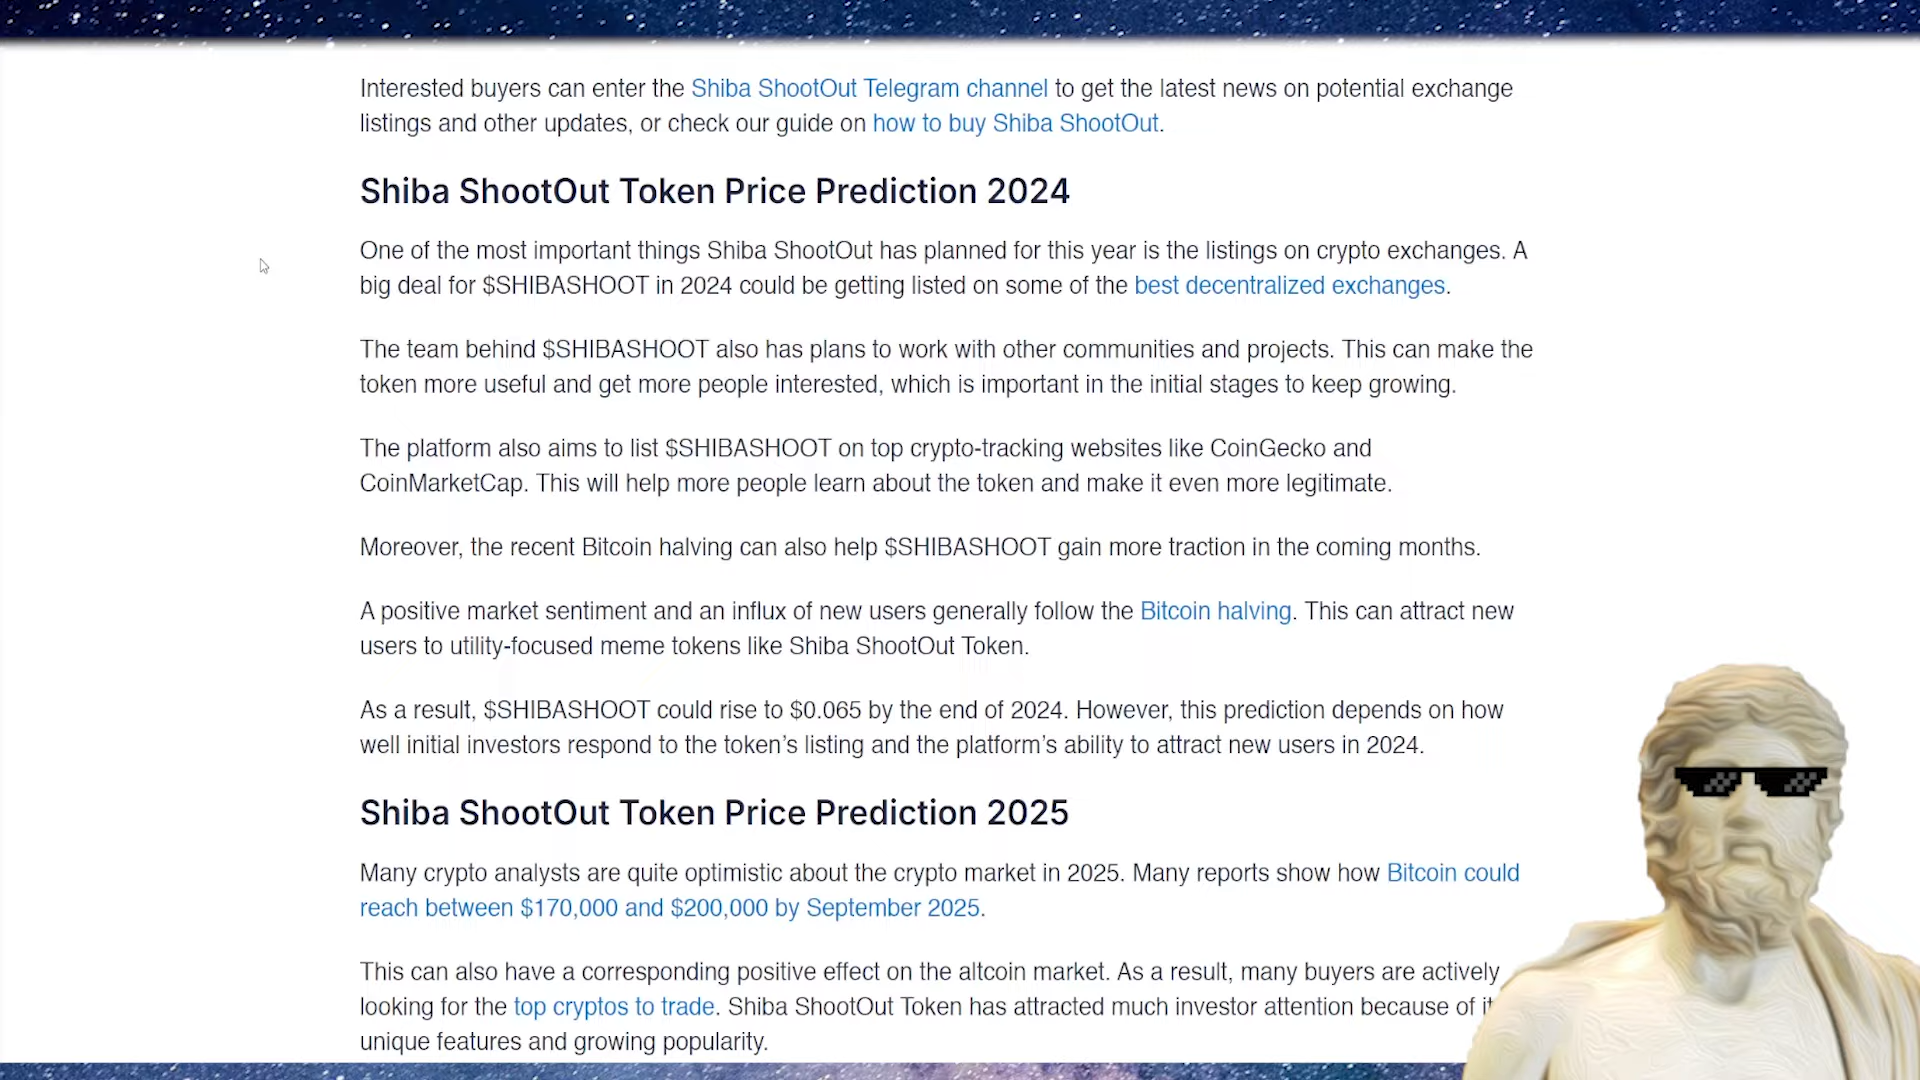 Interested buyers can enter the Shiba ShootOut Telegram channel to get the latest news on potential exchange
listings and other updates, or check our guide on how to buy Shiba ShootOut.
Shiba ShootOut Token Price Prediction 2024
One of the most important things Shiba ShootOut has planned for this year is the listings on crypto exchanges. A
big deal for $SHIBASHOOT in 2024 could be getting listed on some of the best decentralized exchanges.
The team behind $SHIBASHOOT also has plans to work with other communities and projects. This can make the
token more useful and get more people interested, which is important in the initial stages to keep growing.
The platform also aims to list $SHIBASHOOT on top crypto-tracking websites like CoinGecko and
CoinMarketCap. This will help more people learn about the token and make it even more legitimate.
Moreover, the recent Bitcoin halving can also help $SHIBASHOOT gain more traction in the coming months.
A positive market sentiment and an influx of new users generally follow the Bitcoin halving. This can attract new
users to utility-focused meme tokens like Shiba ShootOut Token.
As a result, $SHIBASHOOT could rise to $0.065 by the end of 2024. However, this prediction depends on how
well initial investors respond to the token’s listing and the platform’s ability to attract new users in 2024.
Shiba ShootOut Token Price Prediction 2025
Many crypto analysts are quite optimistic about the crypto market in 2025. Many reports show how Bitcoin could
reach between $170,000 and $200,000 by September 2025.
This can also have a corresponding positive effect on the altcoin market. As a result, many buyers are actively
looking for the top cryptos to trade. Shiba ShootOut Token has attracted much investor attention because of
unique features and growing popularity.